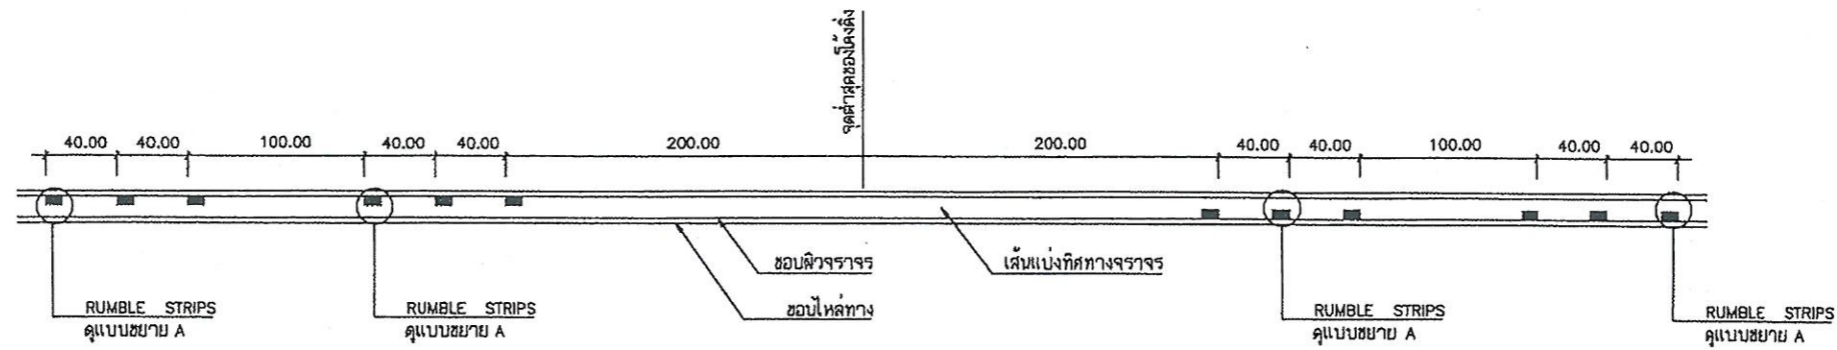 จุดต่ำสุดของโค้งดิ่ง
40.00 40.00 100.00 40.00 40.00 200.00 200.00 40.00 40.00 100.00 40.00 40.00
ขอบผิวจราจร
เส้นแบ่งทิศทางจราจร
ขอบไหล่ทาง
RUMBLE STRIPS
ดูแบบขยาย A
RUMBLE STRIPS
ดูแบบขยาย A
RUMBLE STRIPS
ดูแบบขยาย A
RUMBLE STRIPS
ดูแบบขยาย A